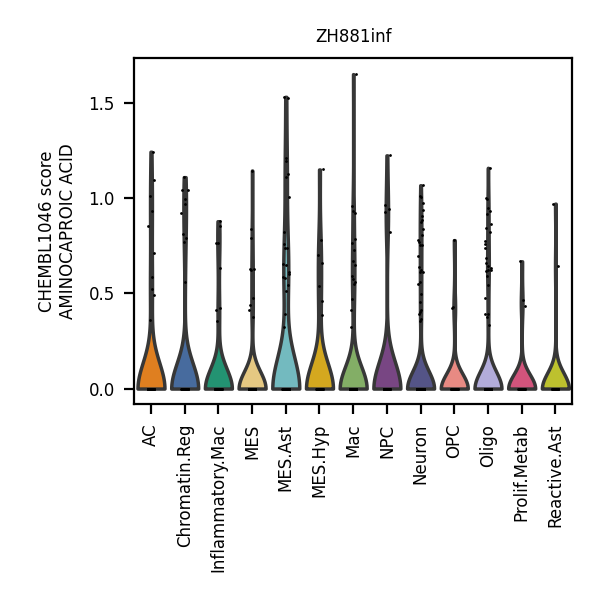 ZH881inf
CHEMBL1046 score
AMINOCAPROIC ACID
1.5
1.0
0.5
0.0
AC
Chromatin.Reg
Inflammatory.Mac
MES
MES.Ast
MES.Hyp
Mac
NPC
Neuron
OPC
Oligo
Prolif.Metab
Reactive.Ast